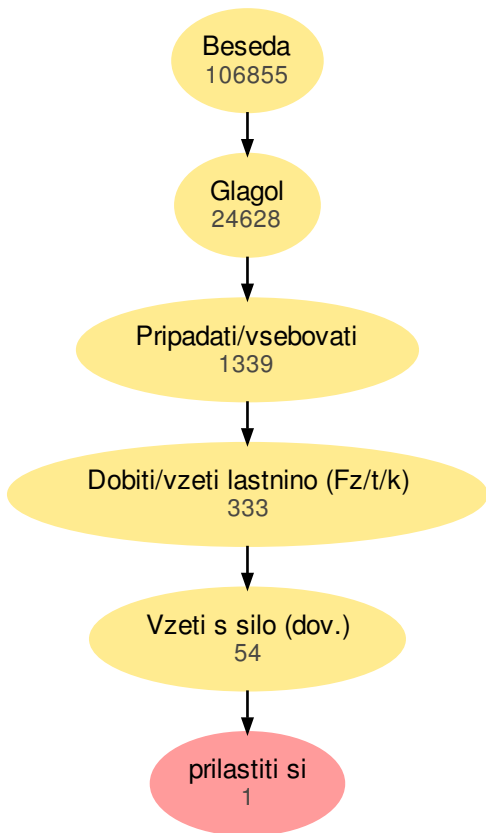 Beseda
106855
Glagol
24628
Pripadati/vsebovati
1339
Dobiti/vzeti lastnino (Fz/t/k)
333
Vzeti s silo (dov.)
54
prilastiti si
1